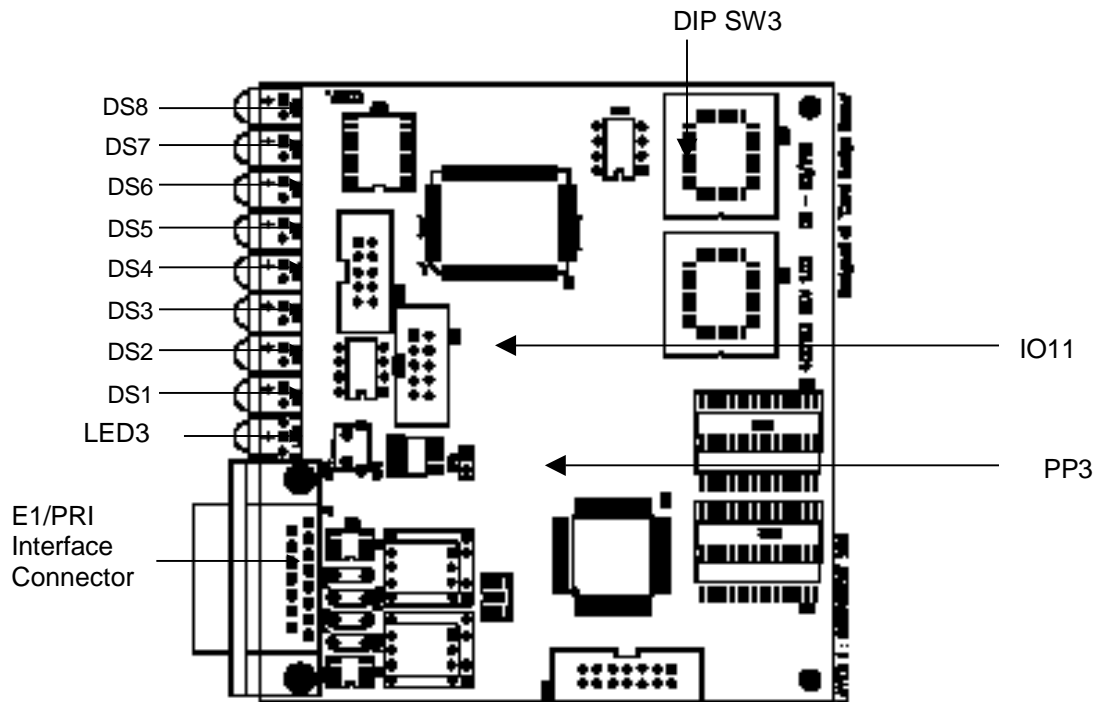 DIP SW3
DS8
DS7
DS6
DS5
DS4
DS3
DS2
DS1
LED3
IO11
PP3
E1/PRI
Interface
Connector